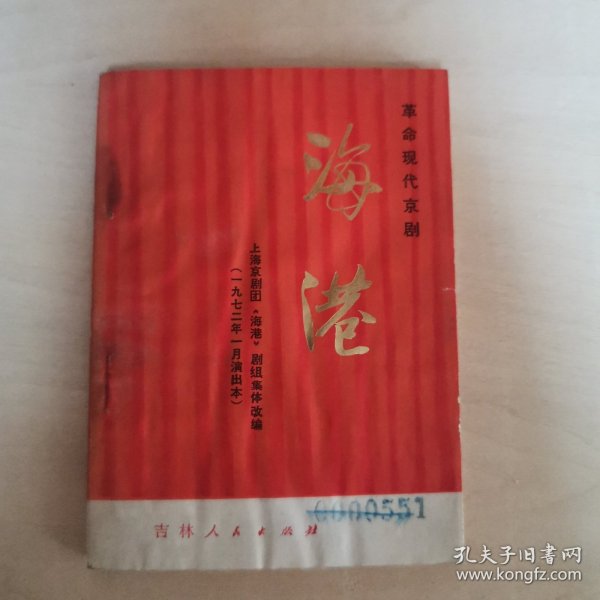 革命现代京剧
海港
上海京剧团《海港》剧组集体改编
(一九七二年一月演出本)
吉林人民出版社
0000551
孔夫子旧书网
www.kongfz.com